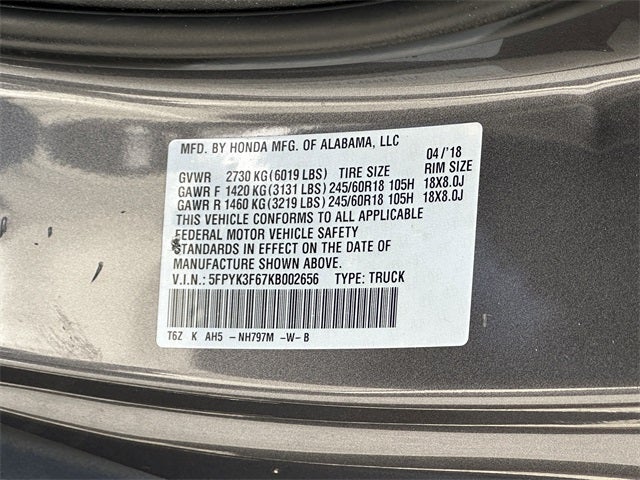 MFD. BY HONDA MFG. OF ALABAMA, LLC
04/'18
GVWR 2730 KG (6019 LBS) TIRE SIZE RIM SIZE
GAWR F 1420 KG (3131 LBS) 245/60R18 105H 18X8.0J
GAWR R 1460 KG (3219 LBS) 245/60R18 105H 18X8.0J
THIS VEHICLE CONFORMS TO ALL APPLICABLE
FEDERAL MOTOR VEHICLE SAFETY
STANDARDS IN EFFECT ON THE DATE OF
MANUFACTURE SHOWN ABOVE.
V.I.N.: 5FPYK3F67KB002656 TYPE: TRUCK
T6Z K AH5 -NH797M -W- B